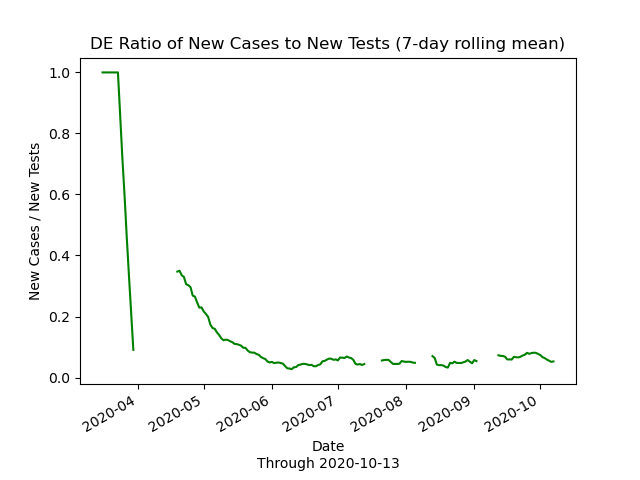 DE Ratio of New Cases to New Tests (7-day rolling mean)
New Cases / New Tests
1.0
0.8
0.6
0.4
0.2
0.0
2020-04 2020-05 2020-06 2020-07 2020-08 2020-09 2020-10
Date
Through 2020-10-13